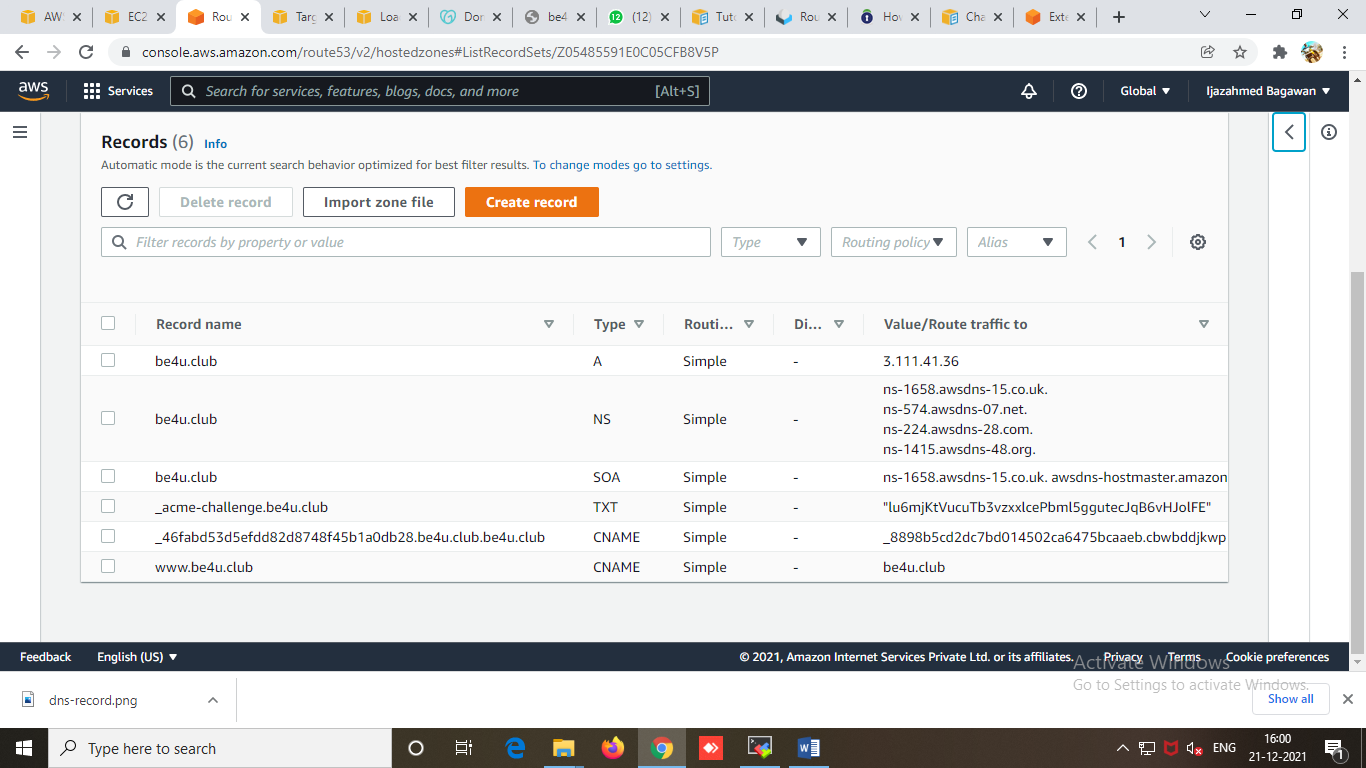 AW
EC2
Rou
Targ
Loa
Dor
be4
(12)
Tuto
Rou
Hov
Cha
Exte
console.aws.amazon.com/route53/v2/hostedzones#ListRecordSets/Z05485591E0C05CFB8V5P
aws
Services
Search for services, features, blogs, docs, and more
[Alt+S]
Global
Ijazahmed Bagawan
Records (6) Info
Automatic mode is the current search behavior optimized for best filter results. To change modes go to settings.
Delete record
Import zone file
Create record
Filter records by property or value
Type
Routing policy
Alias
1
Record name Type Routi... Di... Value/Route traffic to
be4u.club A Simple - 3.111.41.36
be4u.club NS Simple - ns-1658.awsdns-15.co.uk.
ns-574.awsdns-07.net.
ns-224.awsdns-28.com.
ns-1415.awsdns-48.org.
be4u.club SOA Simple - ns-1658.awsdns-15.co.uk. awsdns-hostmaster.amazon
_acme-challenge.be4u.club TXT Simple - "lu6mjKtVucuTb3vzxxlcePbml5ggutecJqB6vHJolFE"
_46fabd53d5efdd82d8748f45b1a0db28.be4u.club.be4u.club CNAME Simple - _8898b5cd2dc7bd014502ca6475bcaaeb.cbwbddjkwp
www.be4u.club CNAME Simple - be4u.club
Feedback English (US)
© 2021, Amazon Internet Services Private Ltd. or its affiliates. Privacy Terms Cookie preferences
Activate Windows
Go to Settings to activate Windows.
dns-record.png
Show all
Type here to search
ENG
16:00
21-12-2021
1